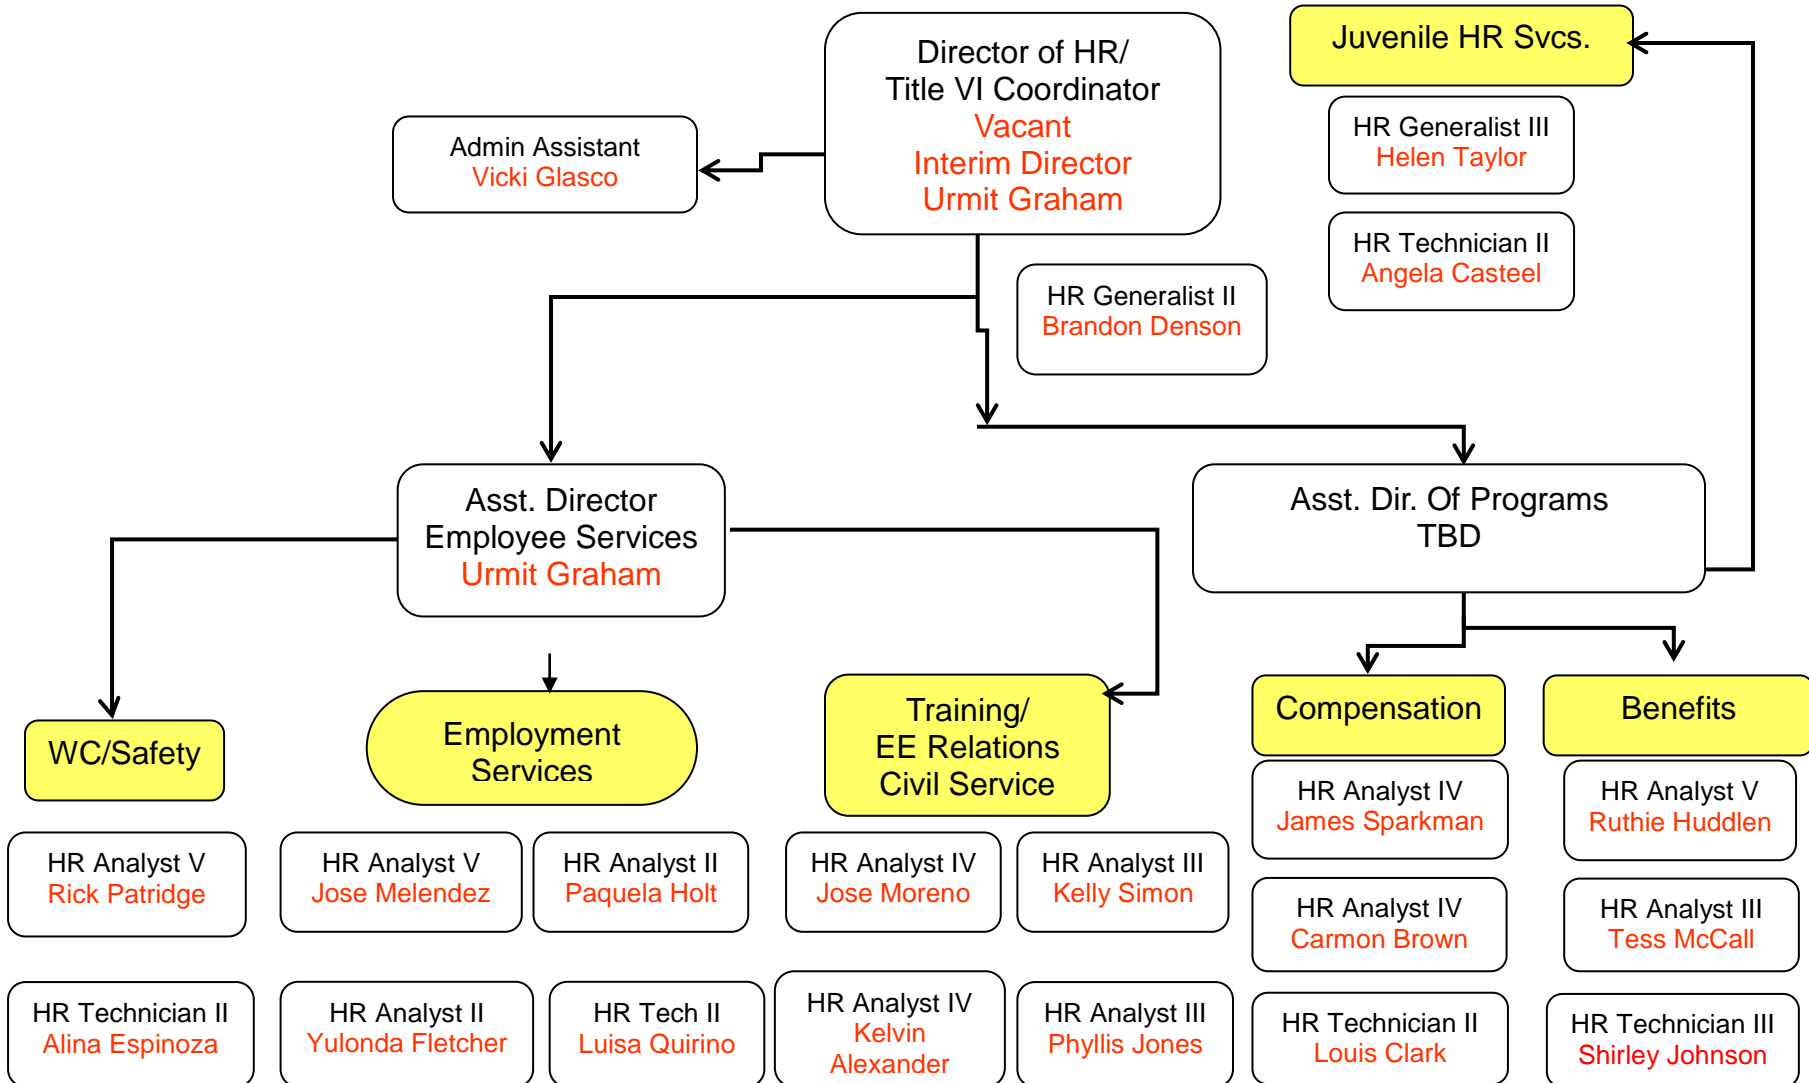 Director of HR/
Title VI Coordinator
Vacant
Interim Director
Urmit Graham
Juvenile HR Svcs.
HR Generalist III
Helen Taylor
HR Technician II
Angela Casteel
Admin Assistant
Vicki Glasco
HR Generalist II
Brandon Denson
Asst. Director
Employee Services
Urmit Graham
Asst. Dir. Of Programs
TBD
WC/Safety
Employment
Services
Training/
EE Relations
Civil Service
Compensation
Benefits
HR Analyst V
Rick Patridge
HR Technician II
Alina Espinoza
HR Analyst V
Jose Melendez
HR Analyst II
Paquela Holt
HR Analyst II
Yulonda Fletcher
HR Tech II
Luisa Quirino
HR Analyst IV
Jose Moreno
HR Analyst III
Kelly Simon
HR Analyst IV
Kelvin
Alexander
HR Analyst III
Phyllis Jones
HR Analyst IV
James Sparkman
HR Analyst IV
Carmon Brown
HR Technician II
Louis Clark
HR Analyst V
Ruthie Huddlen
HR Analyst III
Tess McCall
HR Technician III
Shirley Johnson